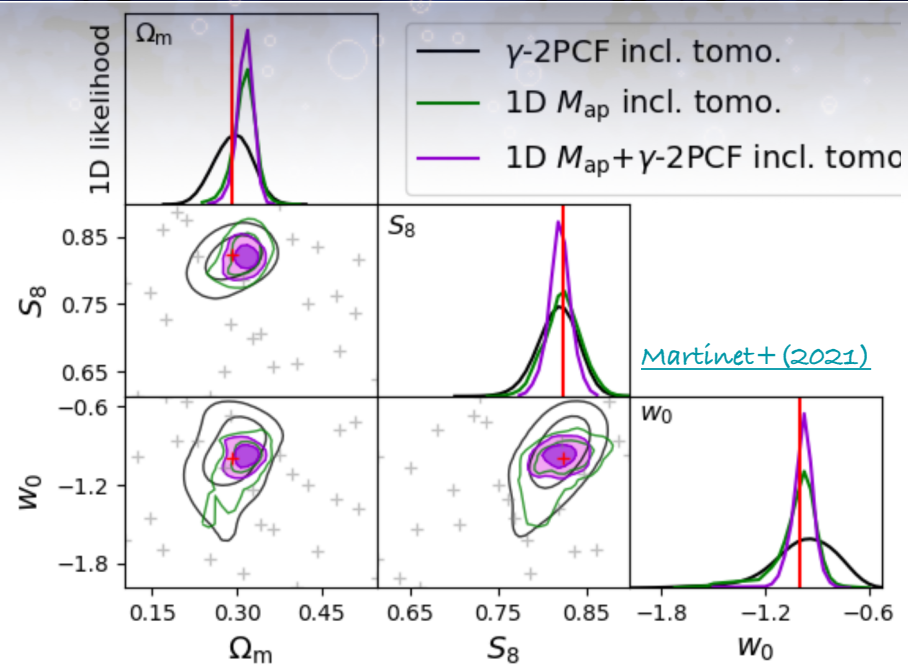 1D likelihood
Ωm
γ-2PCF incl. tomo.
1D Map incl. tomo.
1D Map+γ-2PCF incl. tomo
S8
0.85
0.75
0.65
S8
Martinet+ (2021)
w0
−0.6
−1.2
−1.8
w0
0.15 0.30 0.45
Ωm
0.65 0.75 0.85
S8
−1.8 −1.2 −0.6
w0